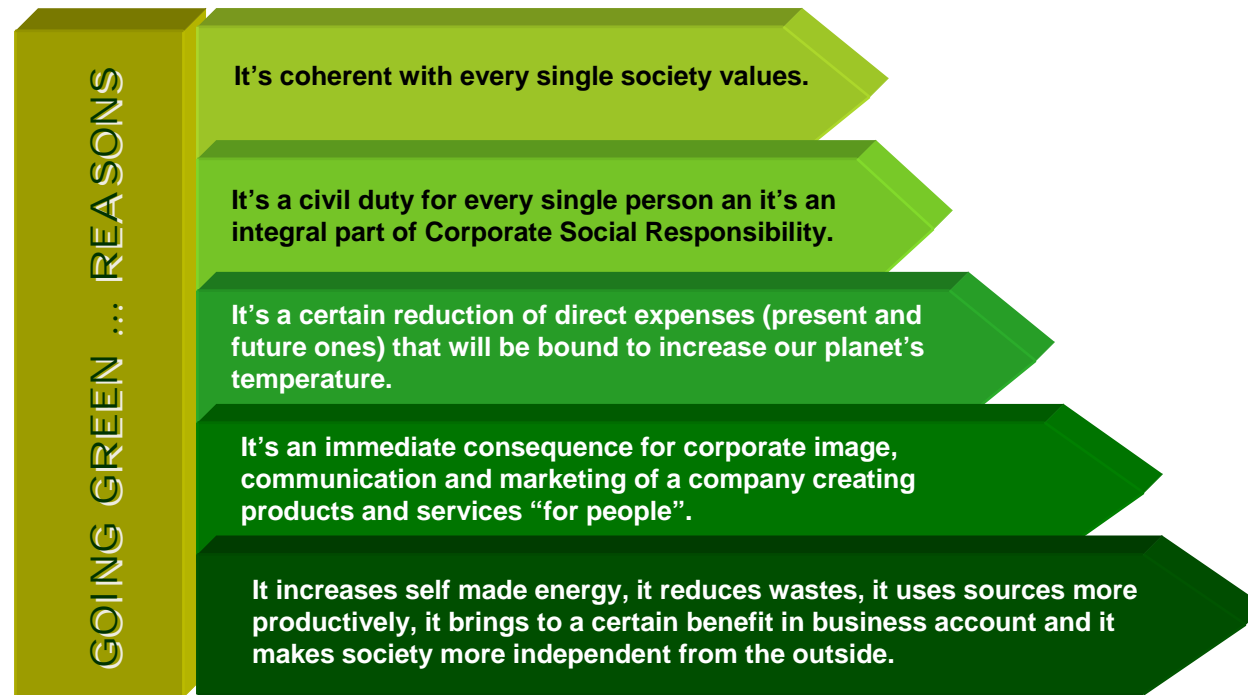 GOING GREEN ... REASONS
It's coherent with every single society values.
It's a civil duty for every single person an it's an
integral part of Corporate Social Responsibility.
It's a certain reduction of direct expenses (present and
future ones) that will be bound to increase our planet's
temperature.
It's an immediate consequence for corporate image,
communication and marketing of a company creating
products and services “for people”.
It increases self made energy, it reduces wastes, it uses sources more
productively, it brings to a certain benefit in business account and it
makes society more independent from the outside.